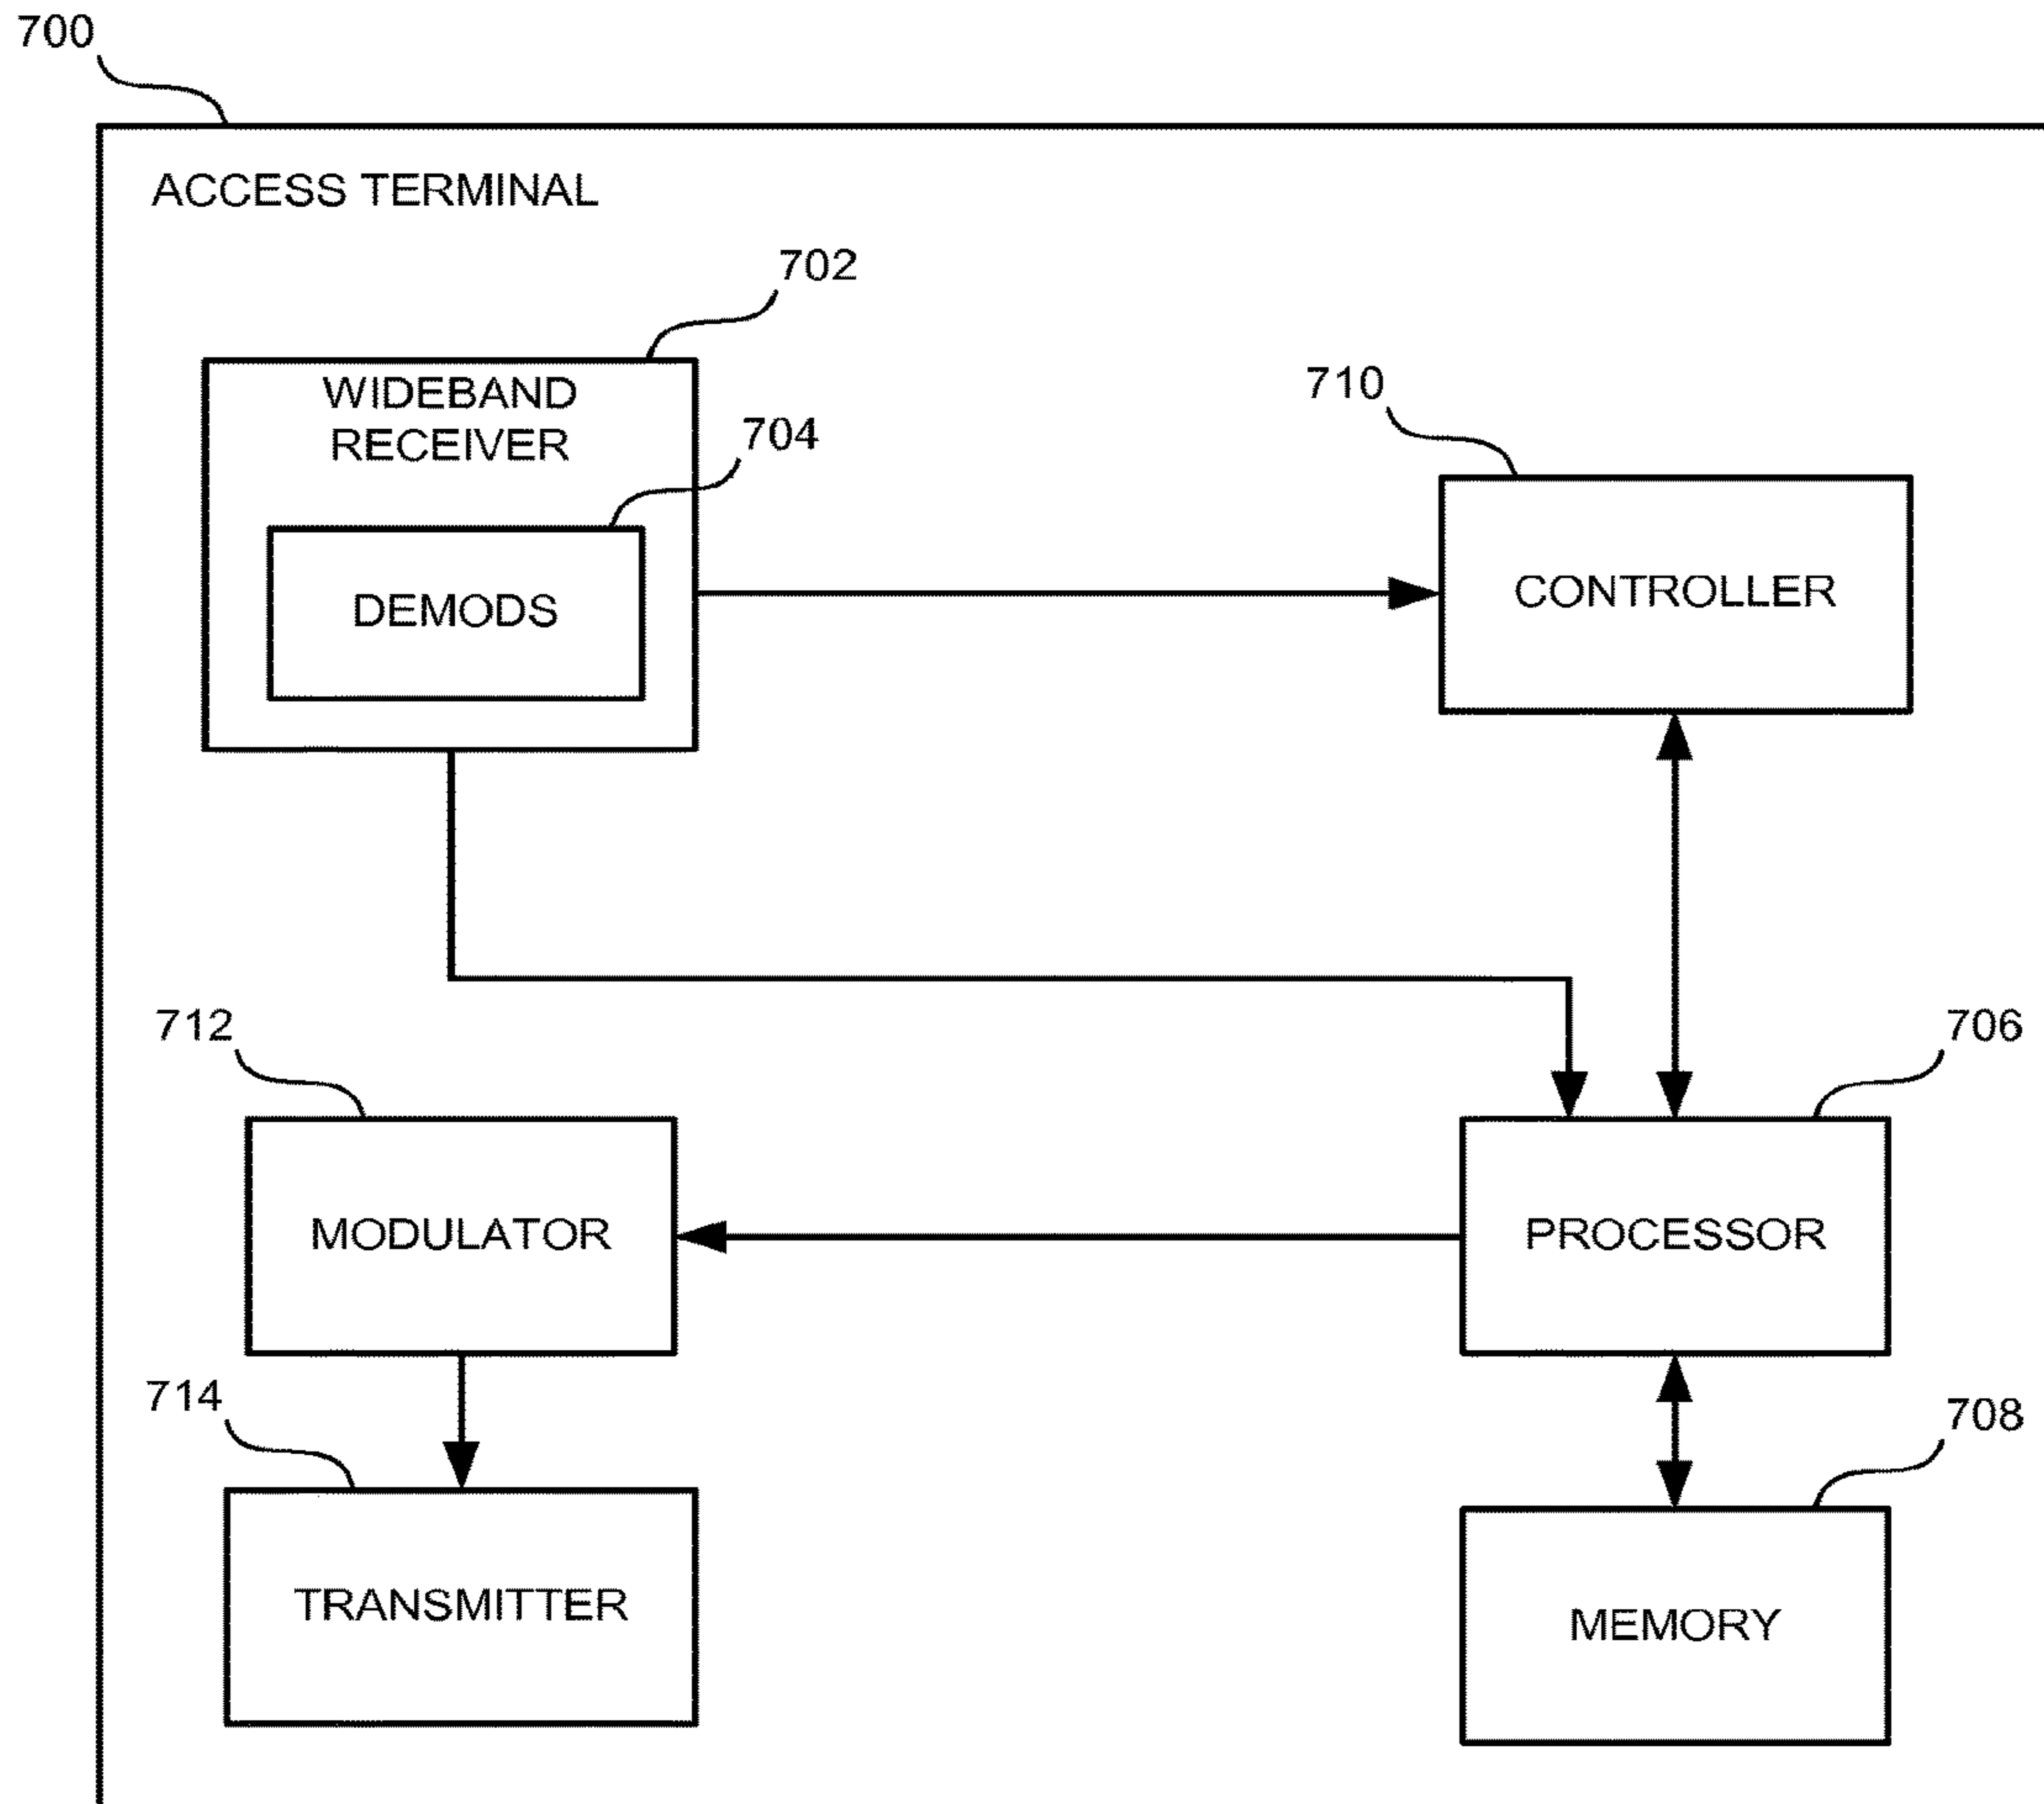 700
ACCESS TERMINAL
702
WIDEBAND
RECEIVER
704
DEMODS
710
CONTROLLER
712
MODULATOR
706
PROCESSOR
714
TRANSMITTER
708
MEMORY